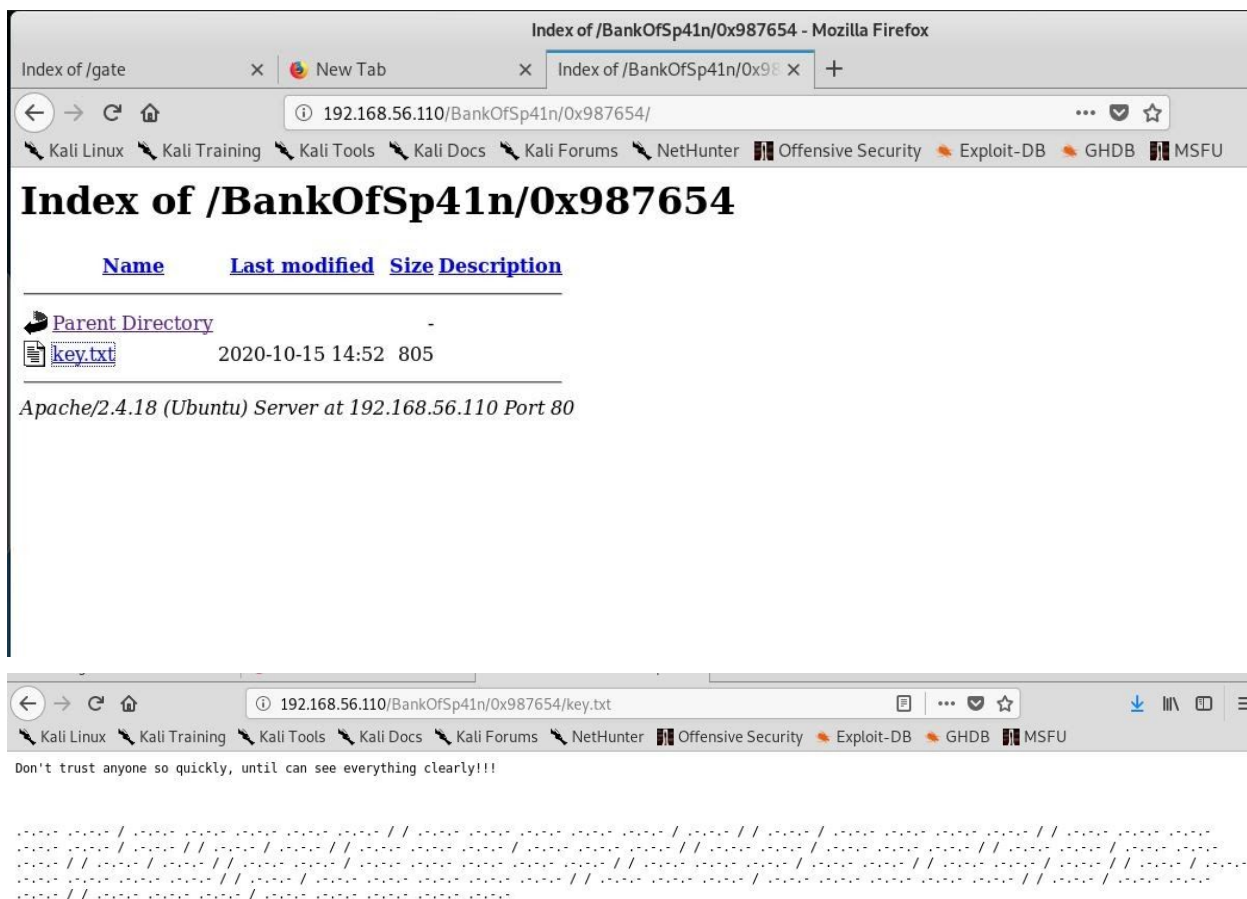 Index of /BankOfSp41n/0x987654 - Mozilla Firefox
Index of /gate
New Tab
Index of /BankOfSp41n/0x98
192.168.56.110/BankOfSp41n/0x987654/
Kali Linux Kali Training Kali Tools Kali Docs Kali Forums NetHunter Offensive Security Exploit-DB GHDB MSFU
Index of /BankOfSp41n/0x987654
Name Last modified Size Description
Parent Directory -
key.txt 2020-10-15 14:52 805
Apache/2.4.18 (Ubuntu) Server at 192.168.56.110 Port 80
192.168.56.110/BankOfSp41n/0x987654/key.txt
Kali Linux Kali Training Kali Tools Kali Docs Kali Forums NetHunter Offensive Security Exploit-DB GHDB MSFU
Don't trust anyone so quickly, until can see everything clearly!!!
.-.-.- .-.-.- / .-.-.- .-.-.- .-.-.- .-.-.- .-.-.- / / .-.-.- .-.-.- .-.-.- .-.-.- .-.-.- / .-.-.- / / .-.-.- / .-.-.- .-.-.- .-.-.- .-.-.- / / .-.-.- .-.-.- .-.-.-